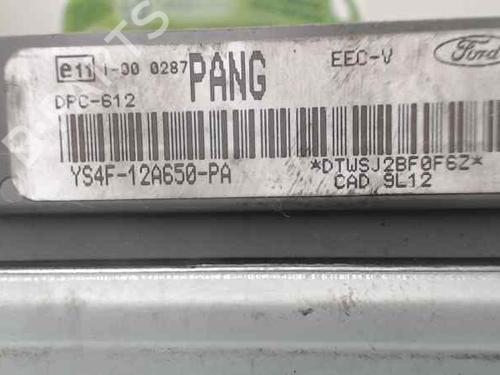 e11 1-00 0287 PANG EEC-V Ford
DPC-612
YS4F-12A650-PA *DTWSJ2BF0F6Z*
CAD 9L12